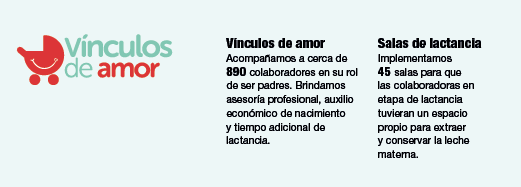 Vínculos
de amor
Vínculos de amor
Acompañamos a cerca de
890 colaboradores en su rol
de ser padres. Brindamos
asesoría profesional, auxilio
económico de nacimiento
y tiempo adicional de
lactancia.
Salas de lactancia
Implementamos
45 salas para que
las colaboradoras en
etapa de lactancia
tuvieran un espacio
propio para extraer
y conservar la leche
materna.